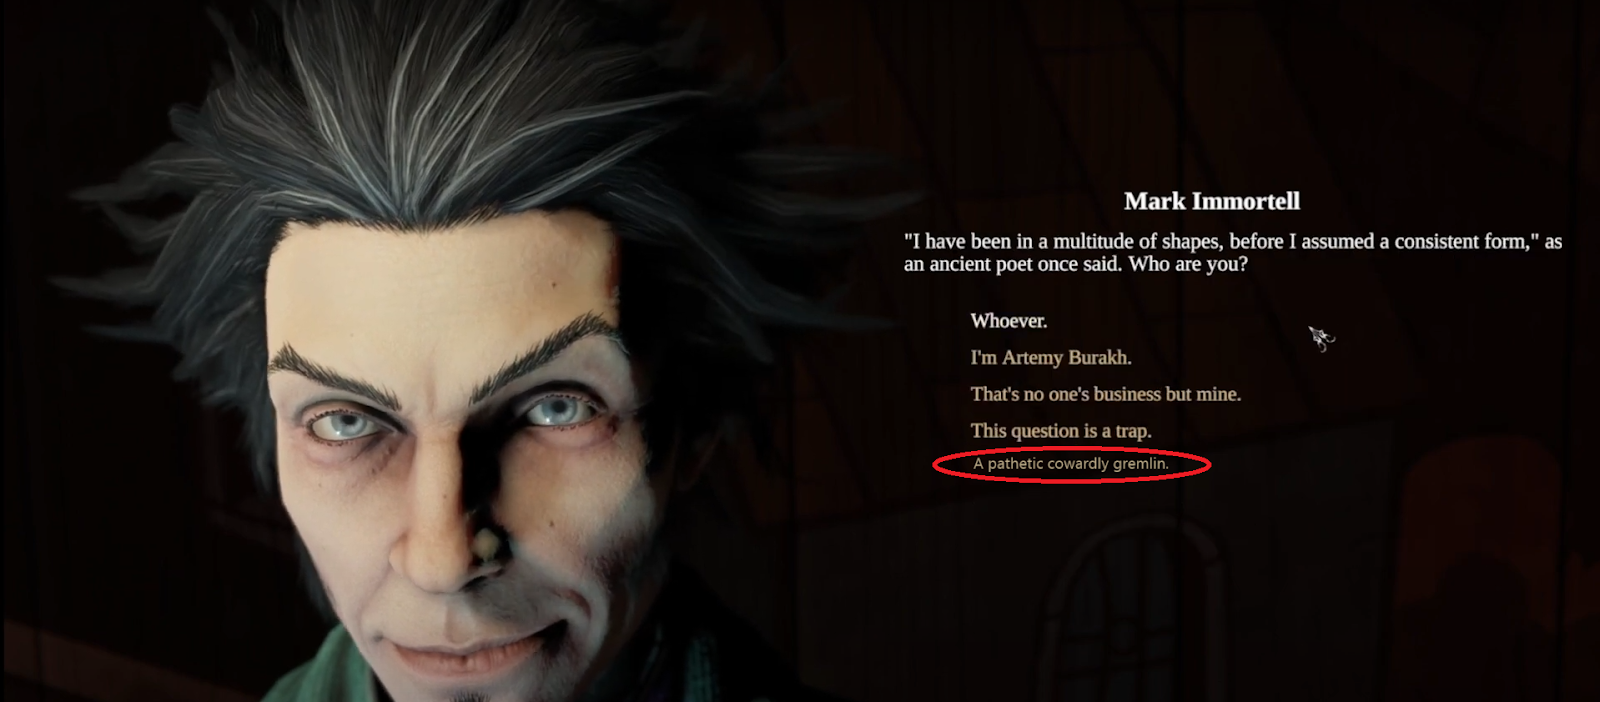 Mark Immortell
"I have been in a multitude of shapes, before I assumed a consistent form," as
an ancient poet once said. Who are you?
Whoever.
I'm Artemy Burakh.
That's no one's business but mine.
This question is a trap.
A pathetic cowardly gremlin.